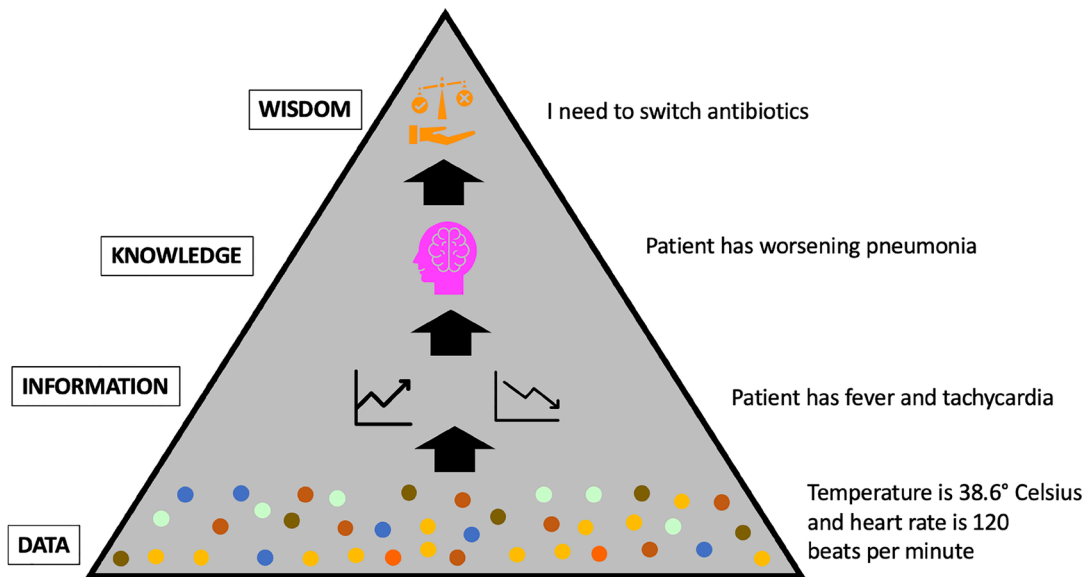 WISDOM
I need to switch antibiotics
KNOWLEDGE
Patient has worsening pneumonia
INFORMATION
Patient has fever and tachycardia
DATA
Temperature is 38.6° Celsius
and heart rate is 120
beats per minute